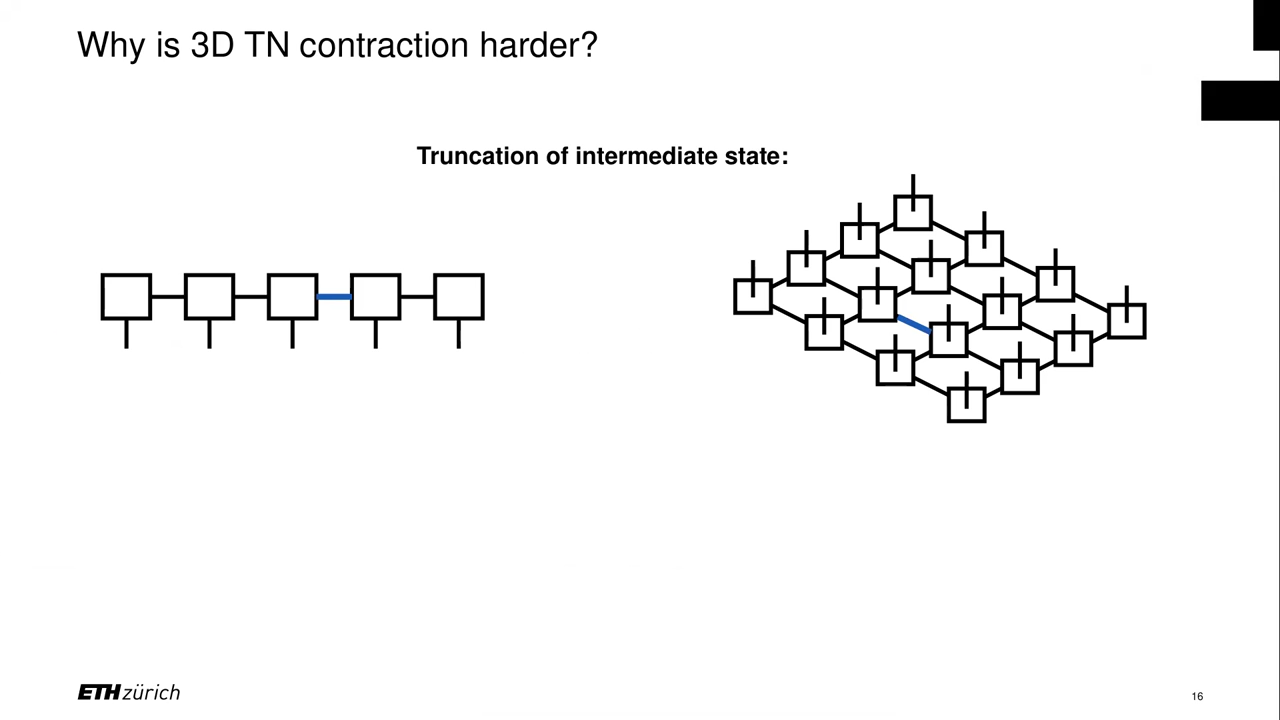 Why is 3D TN contraction harder?
Truncation of intermediate state:
ETH zürich
16